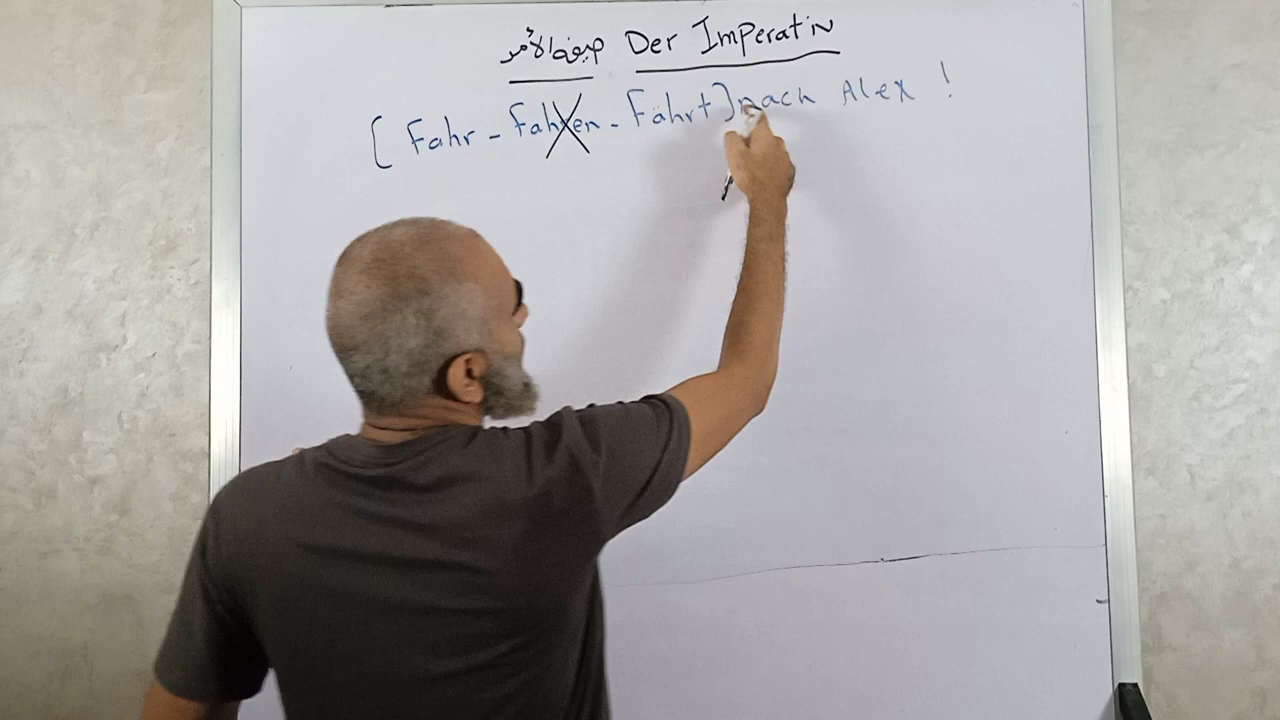 صيغة الأمر Der Imperativ
[ Fahr - fahren - Fährt ] nach Alex !